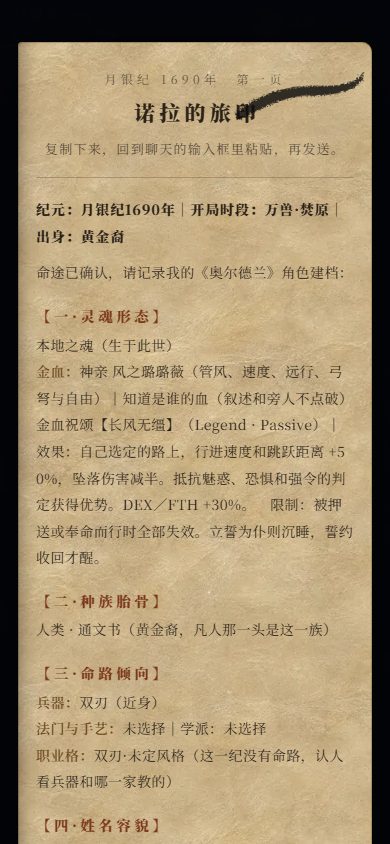 月银纪 1690年 第一页
诺拉的旅印
复制下来，回到聊天的输入框里粘贴，再发送。
纪元：月银纪1690年｜开局时段：万兽·焚原｜
出身：黄金裔
命途已确认，请记录我的《奥尔德兰》角色建档：
【一·灵魂形态】
本地之魂（生于此世）
金血：神亲 风之璐璐薇（管风、速度、远行、弓
弩与自由）｜知道是谁的血（叙述和旁人不点破）
金血祝颂【长风无缰】（Legend · Passive）｜
效果：自己选定的路上，行进速度和跳跃距离 +5
0%，坠落伤害减半。抵抗魅惑、恐惧和强令的判
定获得优势。DEX／FTH +30%。 限制：被押
送或奉命而行时全部失效。立誓为仆则沉睡，誓约
收回才醒。
【二·种族胎骨】
人类 · 通文书（黄金裔，凡人那一头是这一族）
【三·命路倾向】
兵器：双刃（近身）
法门与手艺：未选择｜学派：未选择
职业格：双刃·未定风格（这一纪没有命路，认人
看兵器和哪一家教的）
【四·姓名容貌】